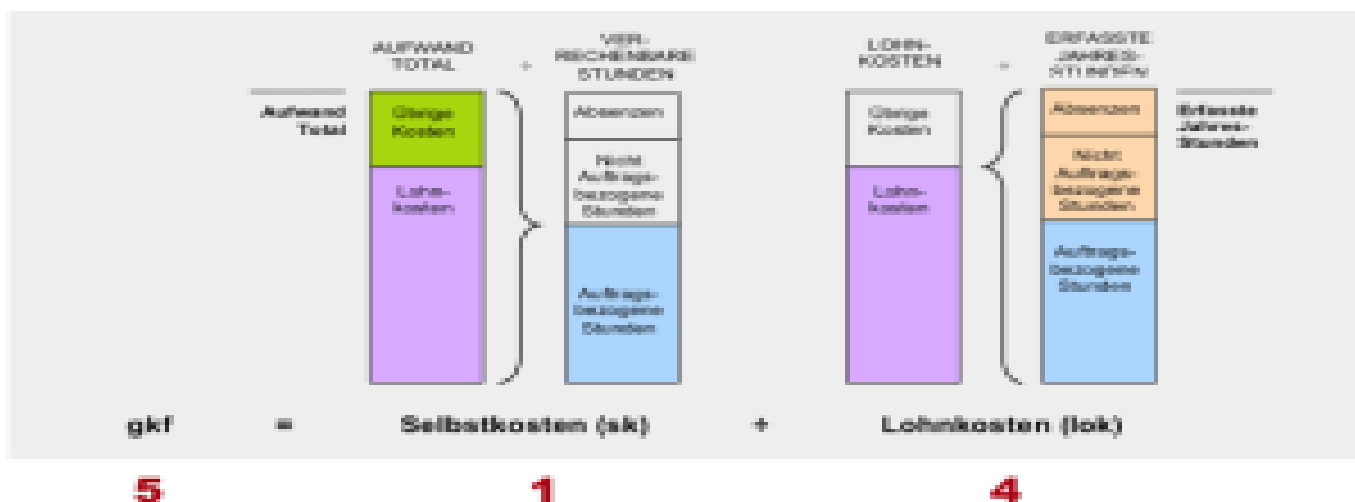 AUFWAND
TOTAL
÷
VER-
RECHENBARE
STUNDEN
LOHN-
KOSTEN
÷
ERFASSTE
JAHRES-
STUNDEN
Aufwand
Total
Übrige
Kosten
Lohn-
kosten
Absenzen
Nicht
Auftrags-
bezogene
Stunden
Auftrags-
bezogene
Stunden
Übrige
Kosten
Lohn-
kosten
Absenzen
Nicht
Auftrags-
bezogene
Stunden
Auftrags-
bezogene
Stunden
Erfasste
Jahres-
Stunden
gkf = Selbstkosten (sk) ÷ Lohnkosten (lok)
5 1 4